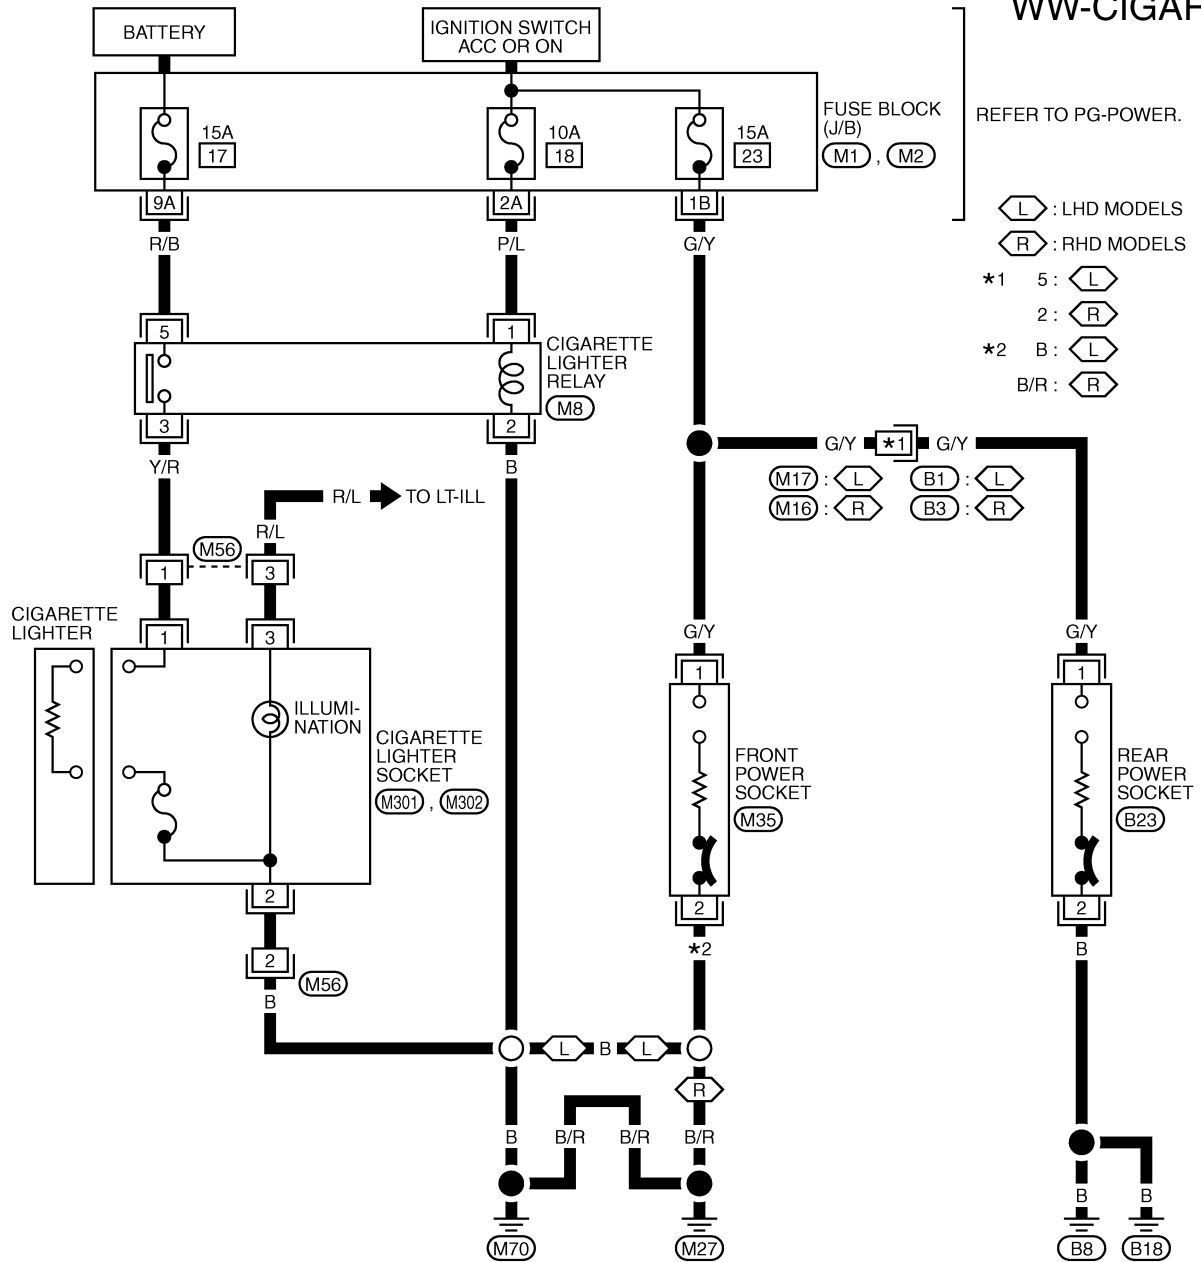 WW-CIGAR
BATTERY
IGNITION SWITCH
ACC OR ON
REFER TO PG-POWER.
FUSE BLOCK
(J/B)
M1 , M2
15A
17
10A
18
15A
23
9A
2A
1B
R/B
P/L
G/Y
L : LHD MODELS
R : RHD MODELS
*1 5 : L
2 : R
*2 B : L
B/R : R
5
1
CIGARETTE
LIGHTER
RELAY
M8
3
2
Y/R
B
G/Y
*1
G/Y
M17 : L
B1 : L
M16 : R
B3 : R
R/L
TO LT-ILL
R/L
M56
1
3
CIGARETTE
LIGHTER
1
3
G/Y
G/Y
1
1
ILLUMI-
NATION
CIGARETTE
LIGHTER
SOCKET
M301 , M302
FRONT
POWER
SOCKET
M35
REAR
POWER
SOCKET
B23
2
2
2
*2
B
2
M56
B
L
B
L
R
B
B/R
B/R
B/R
B
B
M70
M27
B8
B18